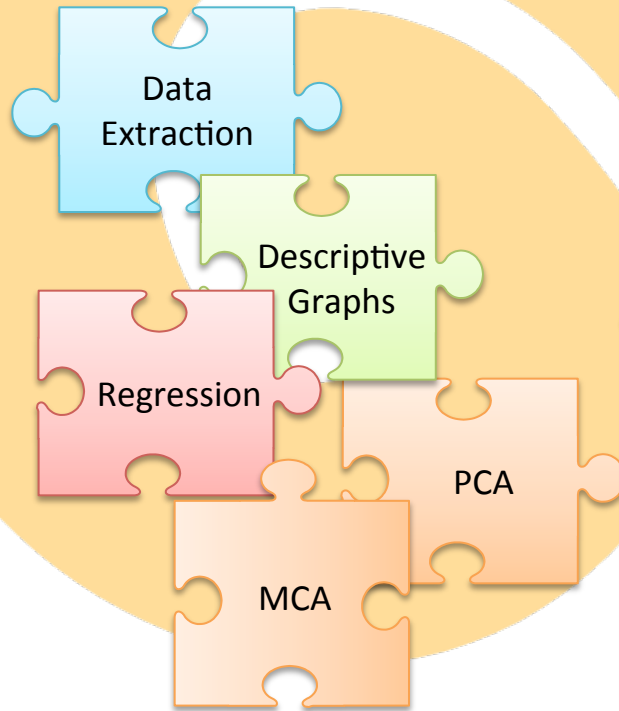 Data
Extraction
Descriptive
Graphs
Regression
PCA
MCA